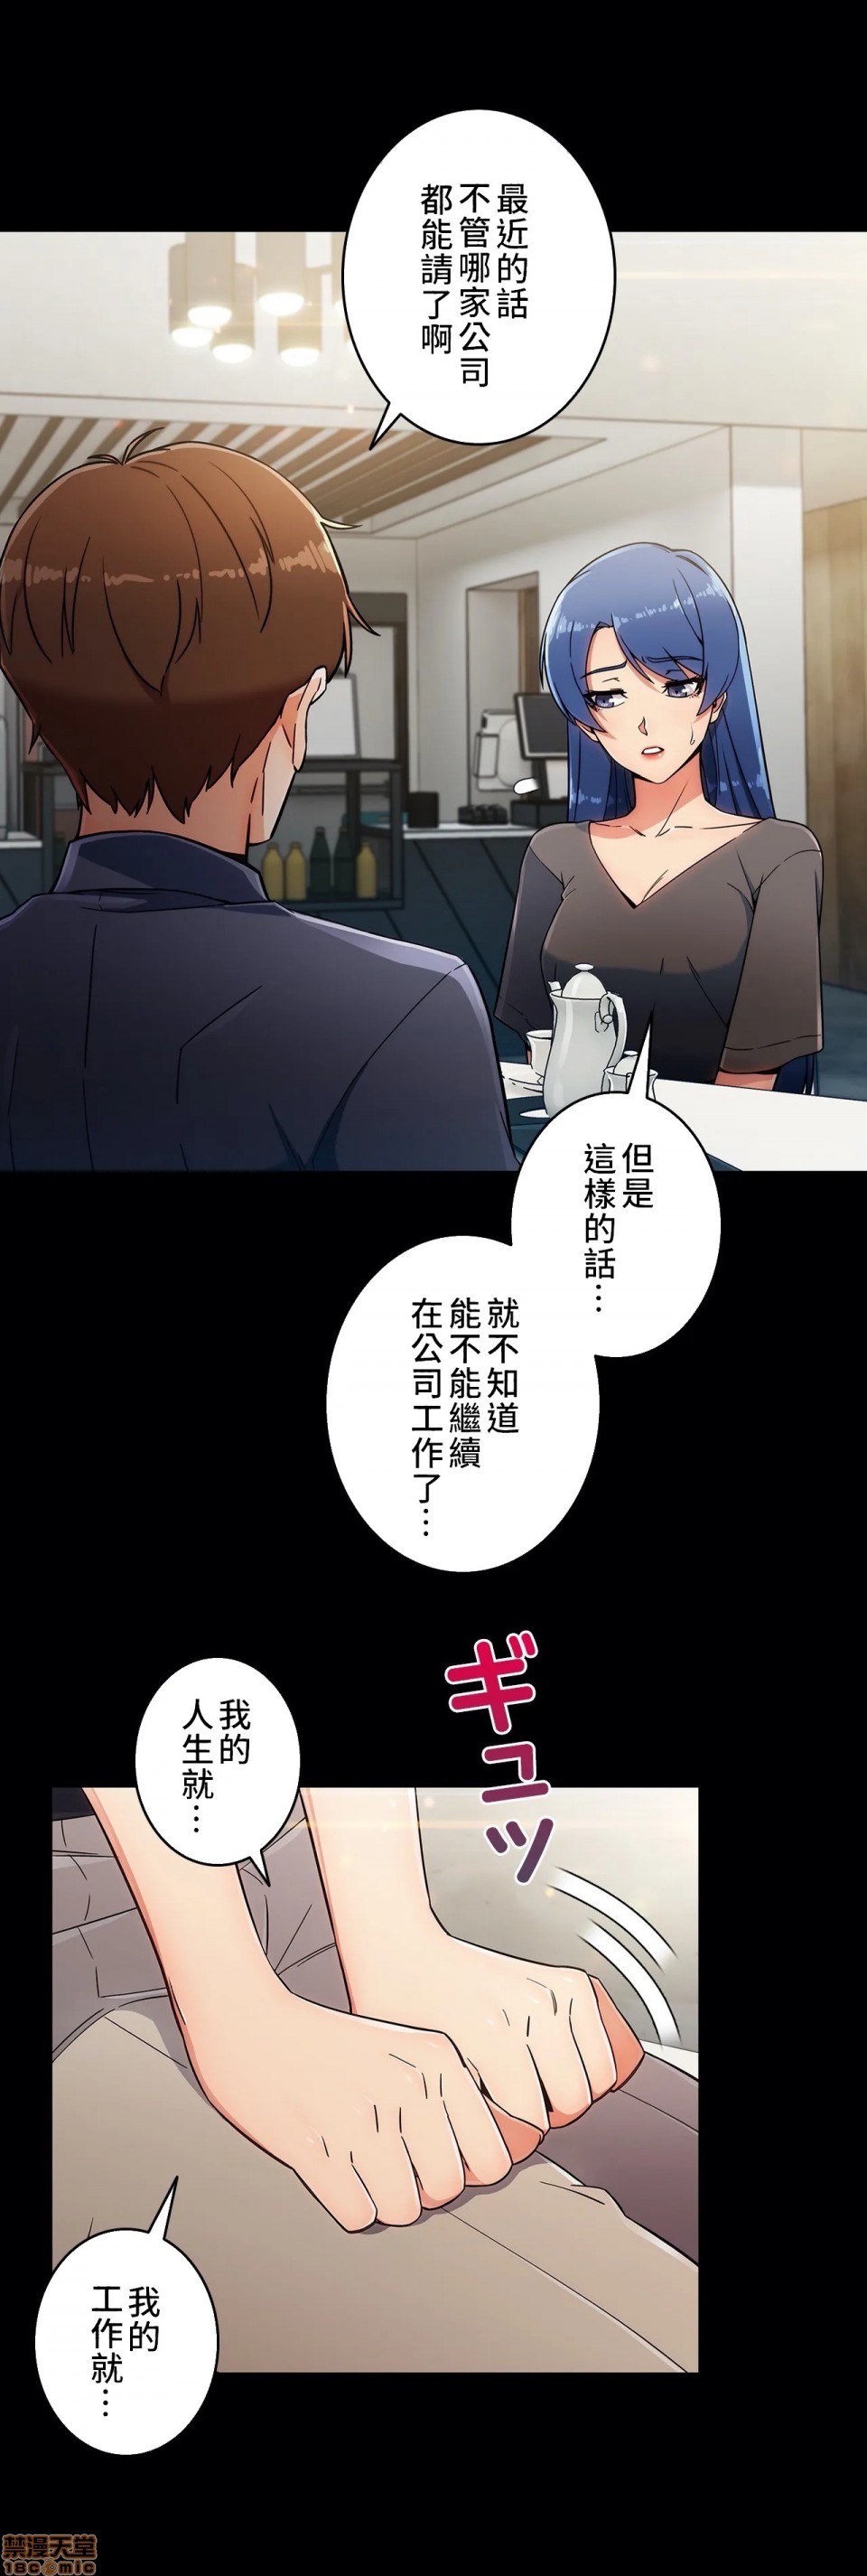 最近的話
不管哪家公司
都能請了啊
但是
這樣的話…
就不知道
能不能繼續
在公司工作了…
ギュッ
我的
人生就…
我的
工作就…
禁漫天堂
18comic